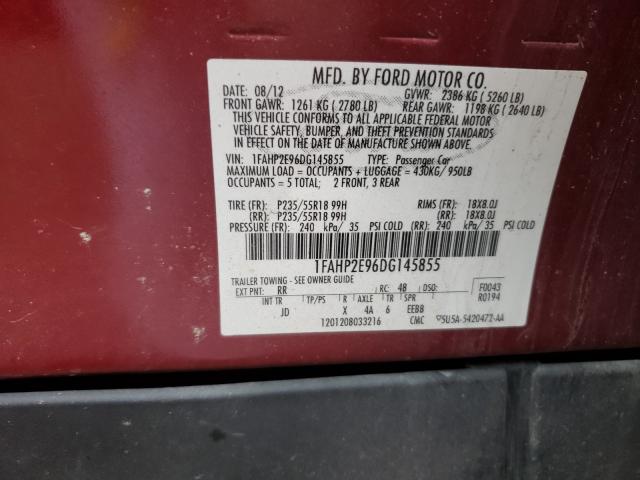 MFD. BY FORD MOTOR CO.
DATE: 08/12 GVWR: 2386 KG ( 5260 LB)
FRONT GAWR: 1261 KG ( 2780 LB) REAR GAWR: 1198 KG ( 2640 LB)
THIS VEHICLE CONFORMS TO ALL APPLICABLE FEDERAL MOTOR
VEHICLE SAFETY, BUMPER, AND THEFT PREVENTION STANDARDS
IN EFFECT ON THE DATE OF MANUFACTURE SHOWN ABOVE.
VIN: 1FAHP2E96DG145855 TYPE: Passenger Car
MAXIMUM LOAD = OCCUPANTS + LUGGAGE = 430KG/ 950LB
OCCUPANTS = 5 TOTAL; 2 FRONT, 3 REAR
TIRE (FR): P235/55R18 99H RIMS (FR): 18X8.0J
(RR): P235/55R18 99H (RR): 18X8.0J
PRESSURE (FR): 240 kPa/ 35 PSI COLD (RR): 240 kPa/ 35 PSI COLD
1FAHP2E96DG145855
TRAILER TOWING - SEE OWNER GUIDE
EXT PNT: RR RC: 48 DSO: F0043
INT TR TP/PS R AXLE TR SPR R0194
JD X 4A 6 EEBB
1201208033216 CMC 5U5A-5420472-AA